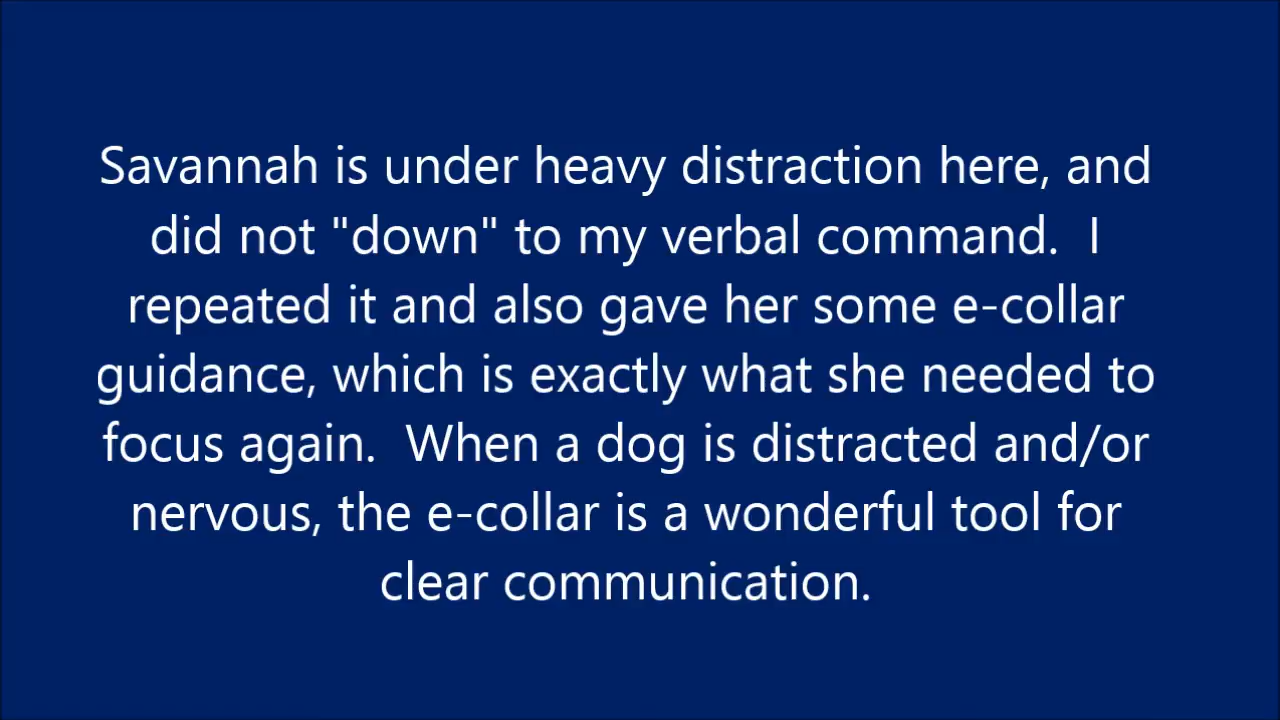 Savannah is under heavy distraction here, and
did not "down" to my verbal command.  I
repeated it and also gave her some e-collar
guidance, which is exactly what she needed to
focus again.  When a dog is distracted and/or
nervous, the e-collar is a wonderful tool for
clear communication.